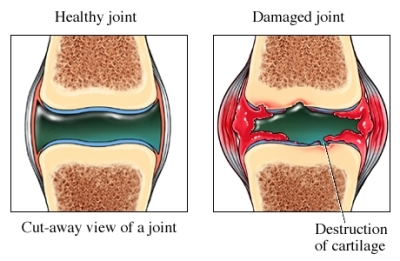 Healthy joint
Damaged joint
Cut-away view of a joint
Destruction
of cartilage